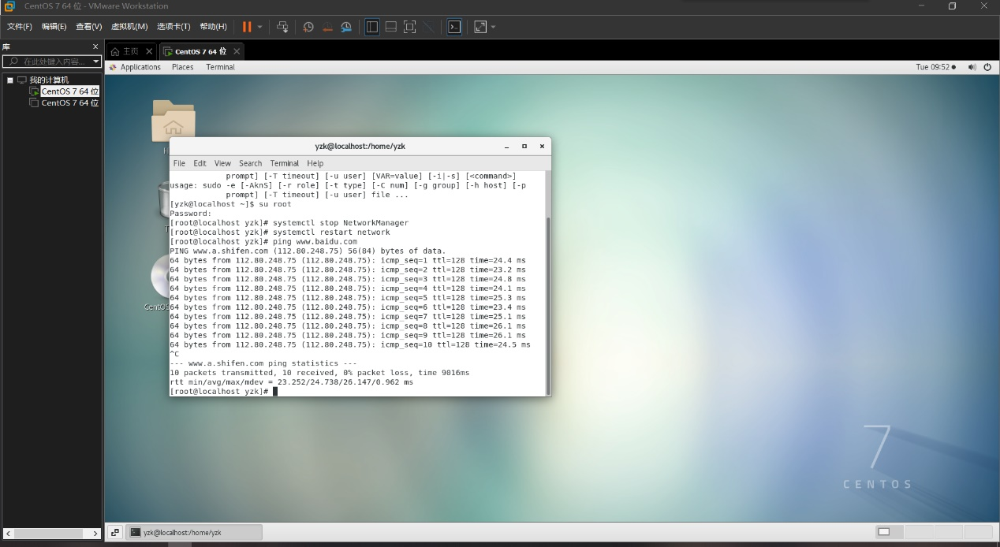 CentOS 7 64 位 - VMware Workstation
文件(F) 编辑(E) 查看(V) 虚拟机(M) 选项卡(T) 帮助(H)
库
在此处键入内容...
我的计算机
CentOS 7 64 位
CentOS 7 64 位
主页 CentOS 7 64 位
Applications Places Terminal Tue 09:52
yzk@localhost:/home/yzk
File Edit View Search Terminal Help
prompt] [-T timeout] [-u user] [VAR=value] [-i|-s] [<command>]
usage: sudo -e [-AknS] [-r role] [-t type] [-C num] [-g group] [-h host] [-p
prompt] [-T timeout] [-u user] file ...
[yzk@localhost ~]$ su root
Password:
[root@localhost yzk]# systemctl stop NetworkManager
[root@localhost yzk]# systemctl restart network
[root@localhost yzk]# ping www.baidu.com
PING www.a.shifen.com (112.80.248.75) 56(84) bytes of data.
64 bytes from 112.80.248.75 (112.80.248.75): icmp_seq=1 ttl=128 time=24.4 ms
64 bytes from 112.80.248.75 (112.80.248.75): icmp_seq=2 ttl=128 time=23.2 ms
64 bytes from 112.80.248.75 (112.80.248.75): icmp_seq=3 ttl=128 time=24.8 ms
64 bytes from 112.80.248.75 (112.80.248.75): icmp_seq=4 ttl=128 time=24.1 ms
64 bytes from 112.80.248.75 (112.80.248.75): icmp_seq=5 ttl=128 time=25.3 ms
64 bytes from 112.80.248.75 (112.80.248.75): icmp_seq=6 ttl=128 time=23.4 ms
64 bytes from 112.80.248.75 (112.80.248.75): icmp_seq=7 ttl=128 time=25.1 ms
64 bytes from 112.80.248.75 (112.80.248.75): icmp_seq=8 ttl=128 time=26.1 ms
64 bytes from 112.80.248.75 (112.80.248.75): icmp_seq=9 ttl=128 time=26.1 ms
64 bytes from 112.80.248.75 (112.80.248.75): icmp_seq=10 ttl=128 time=24.5 ms
^C
--- www.a.shifen.com ping statistics ---
10 packets transmitted, 10 received, 0% packet loss, time 9016ms
rtt min/avg/max/mdev = 23.252/24.738/26.147/0.962 ms
[root@localhost yzk]#
7
CENTOS
yzk@localhost:/home/yzk